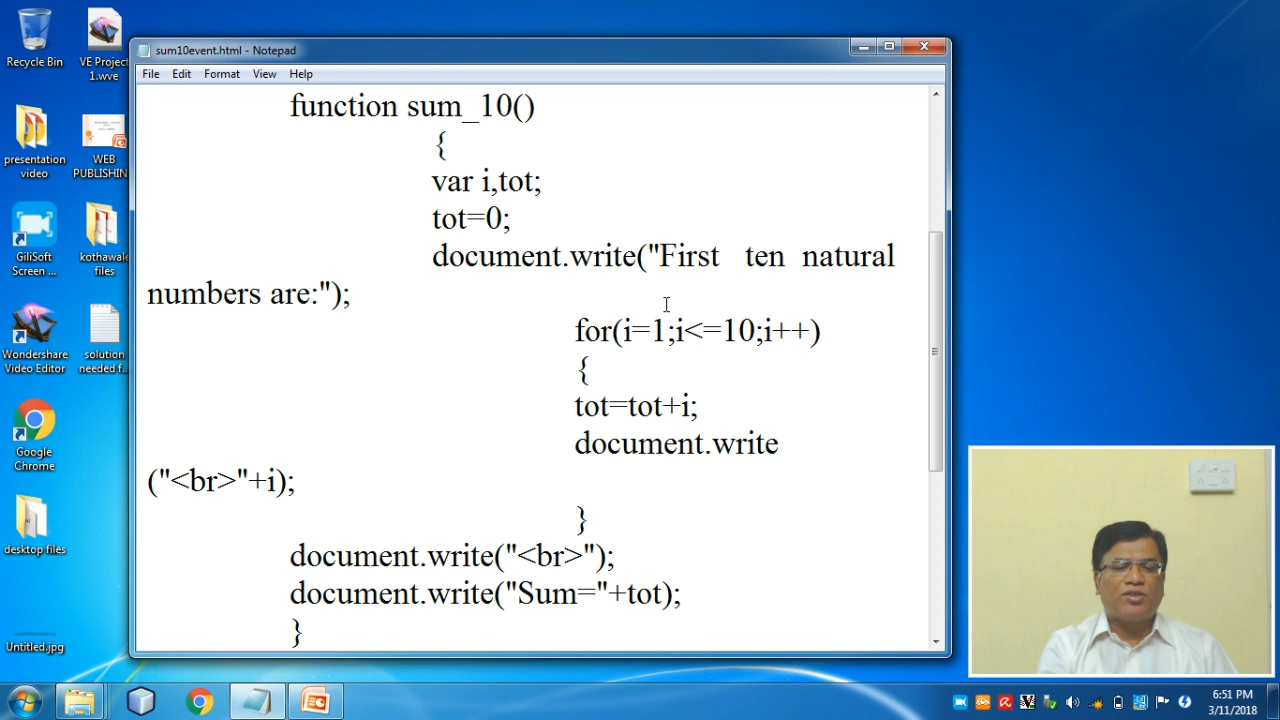 Recycle Bin
VE Project
1.wve
presentation
video
WEB
PUBLISHIN
GiliSoft
Screen ...
kothawale
files
Wondershare
Video Editor
solution
needed f...
Google
Chrome
desktop files
Untitled.jpg
sum10event.html - Notepad
File Edit Format View Help
function sum_10()
{
var i,tot;
tot=0;
document.write("First ten natural
numbers are:");
for(i=1;i<=10;i++)
{
tot=tot+i;
document.write
("<br>"+i);
}
document.write("<br>");
document.write("Sum="+tot);
}
6:51 PM
3/11/2018